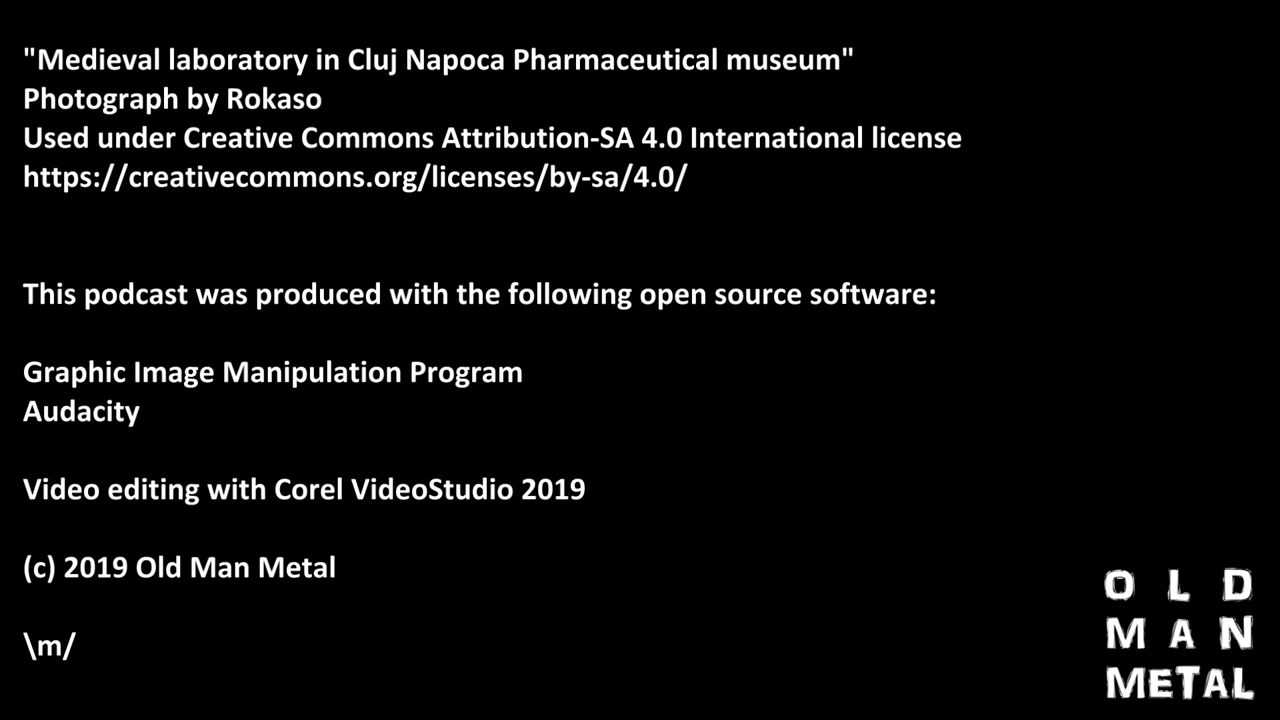 "Medieval laboratory in Cluj Napoca Pharmaceutical museum"
Photograph by Rokaso
Used under Creative Commons Attribution-SA 4.0 International license
https://creativecommons.org/licenses/by-sa/4.0/
This podcast was produced with the following open source software:
Graphic Image Manipulation Program
Audacity
Video editing with Corel VideoStudio 2019
(c) 2019 Old Man Metal
\m/
OLD
MAN
METAL